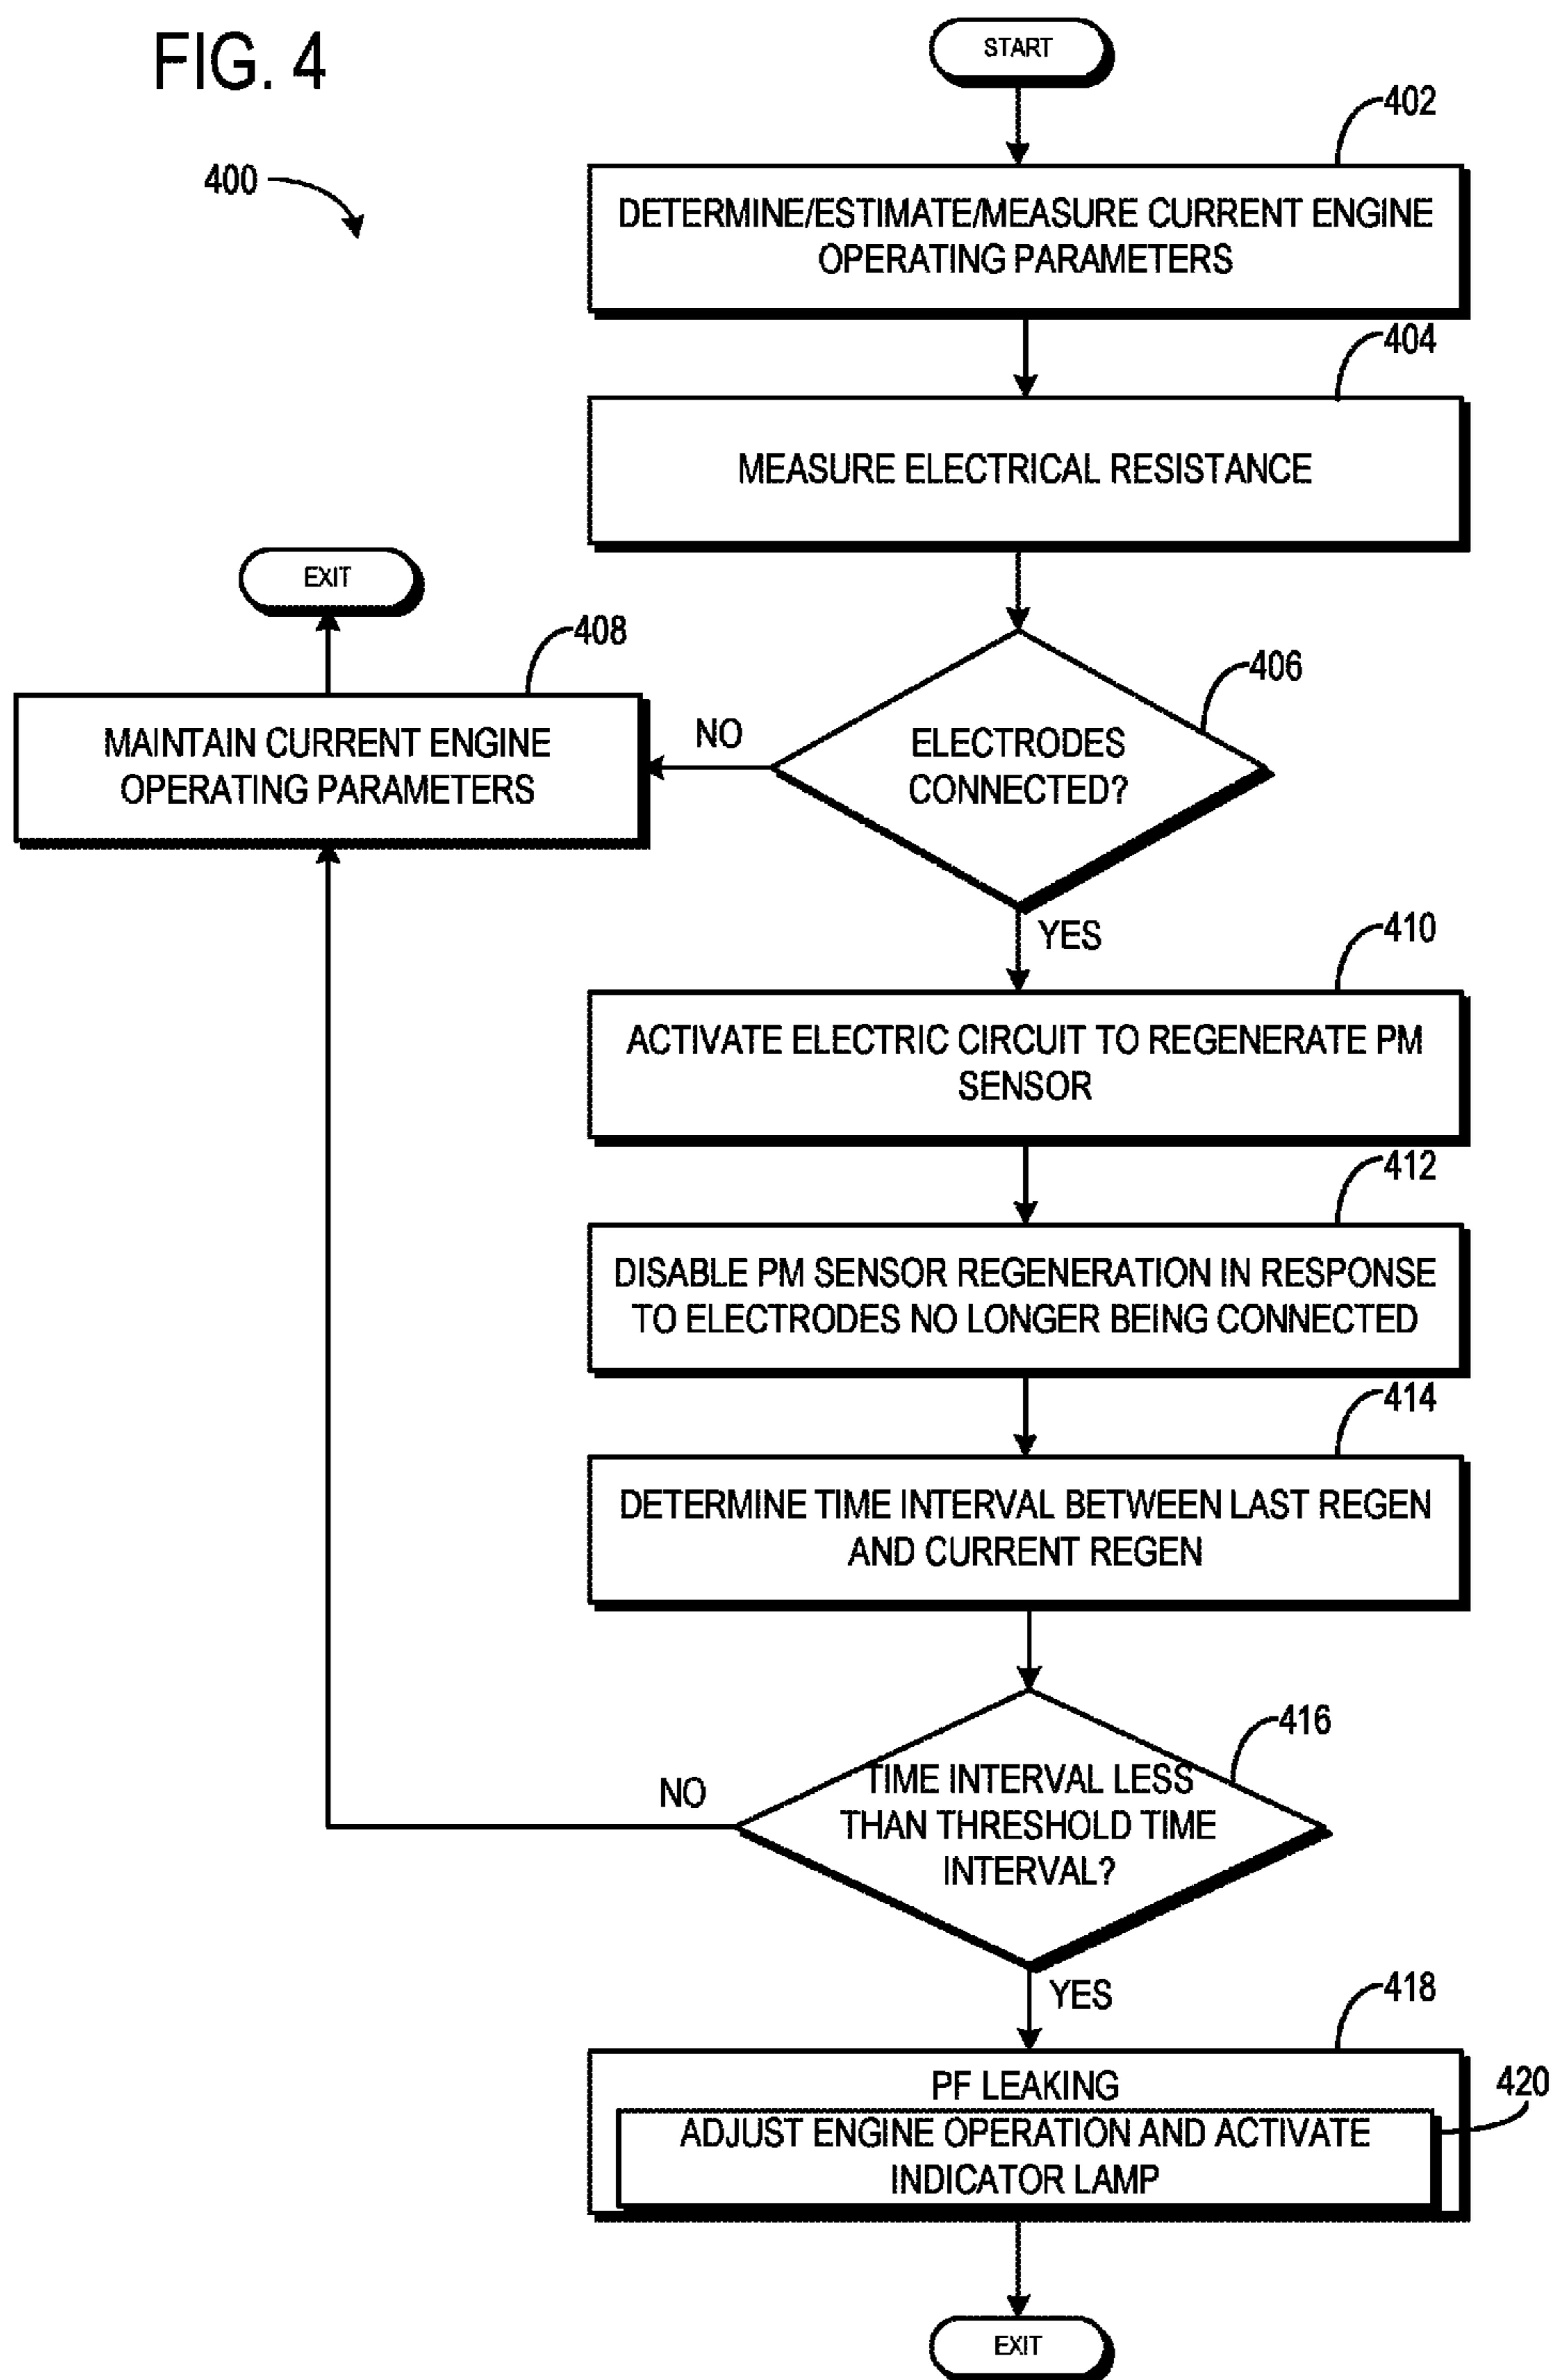 FIG. 4
START
400
402
DETERMINE/ESTIMATE/MEASURE CURRENT ENGINE
OPERATING PARAMETERS
404
MEASURE ELECTRICAL RESISTANCE
EXIT
408
MAINTAIN CURRENT ENGINE
OPERATING PARAMETERS
NO
406
ELECTRODES
CONNECTED?
YES
410
ACTIVATE ELECTRIC CIRCUIT TO REGENERATE PM
SENSOR
412
DISABLE PM SENSOR REGENERATION IN RESPONSE
TO ELECTRODES NO LONGER BEING CONNECTED
414
DETERMINE TIME INTERVAL BETWEEN LAST REGEN
AND CURRENT REGEN
416
NO
TIME INTERVAL LESS
THAN THRESHOLD TIME
INTERVAL?
YES
418
PF LEAKING
420
ADJUST ENGINE OPERATION AND ACTIVATE
INDICATOR LAMP
EXIT